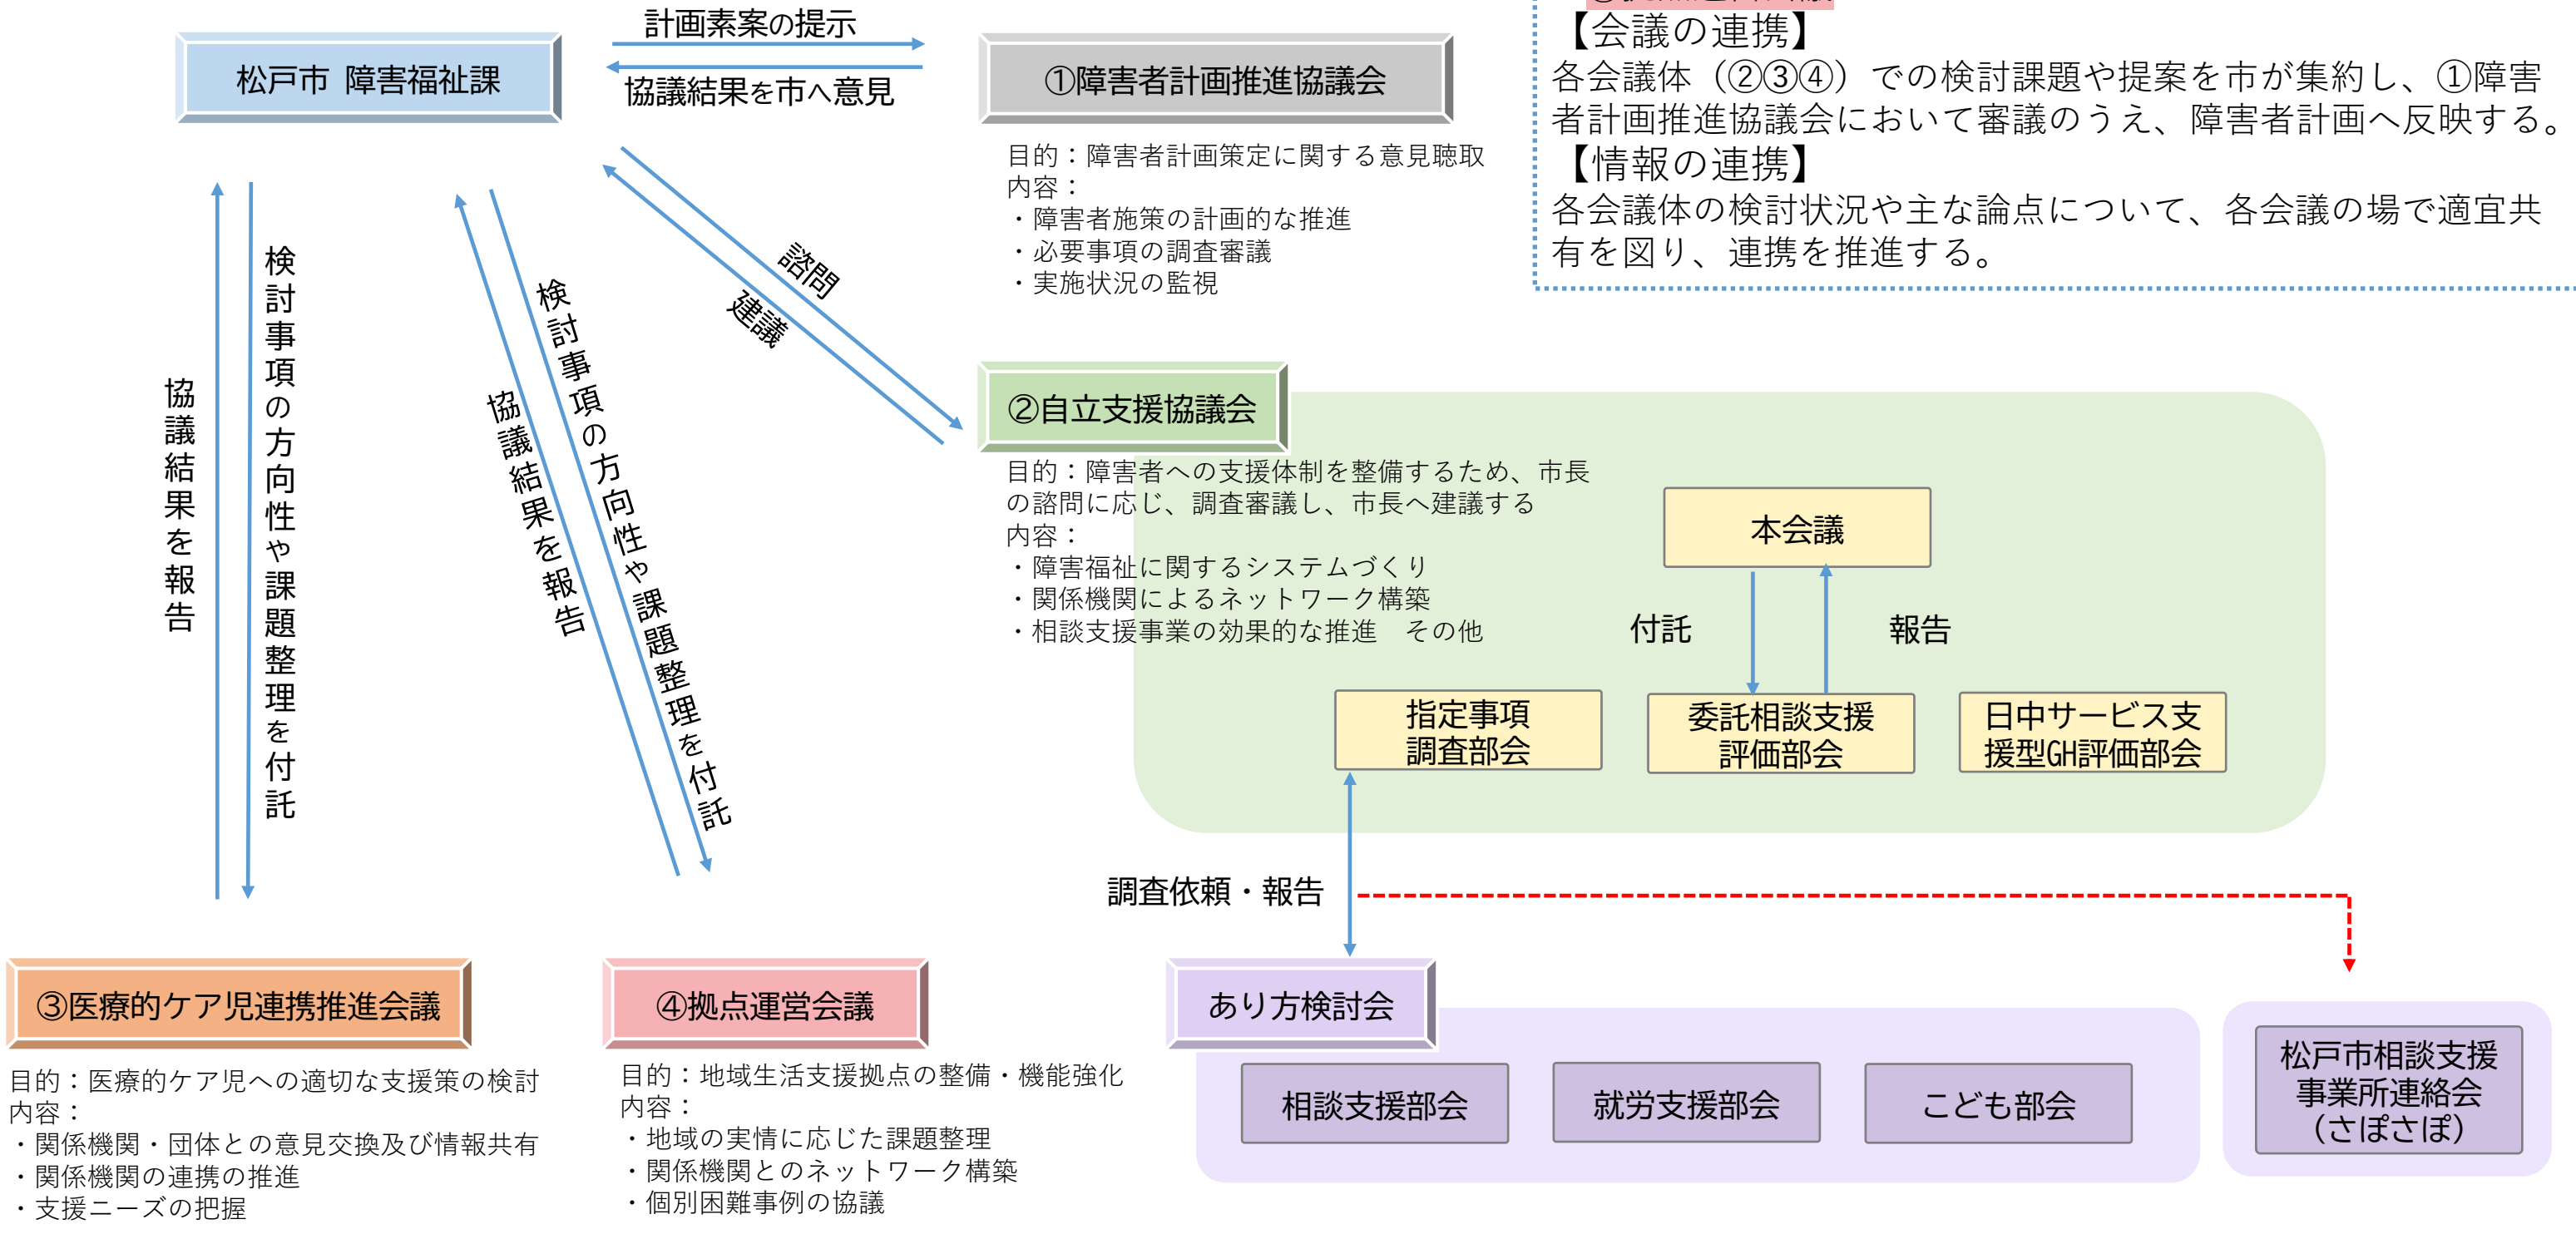 計画素案の提示
松戸市 障害福祉課
協議結果を市へ意見
①障害者計画推進協議会
目的：障害者計画策定に関する意見聴取
内容：
・障害者施策の計画的な推進
・必要事項の調査審議
・実施状況の監視
【会議の連携】
各会議体（②③④）での検討課題や提案を市が集約し、①障害
者計画推進協議会において審議のうえ、障害者計画へ反映する。
【情報の連携】
各会議体の検討状況や主な論点について、各会議の場で適宜共
有を図り、連携を推進する。
協議結果を報告
検討事項の方向性や課題整理を付託
協議結果を報告
検討事項の方向性や課題整理を付託
諮問
建議
②自立支援協議会
目的：障害者への支援体制を整備するため、市長
の諮問に応じ、調査審議し、市長へ建議する
内容：
・障害福祉に関するシステムづくり
・関係機関によるネットワーク構築
・相談支援事業の効果的な推進　その他
本会議
付託
報告
指定事項
調査部会
委託相談支援
評価部会
日中サービス支
援型GH評価部会
調査依頼・報告
③医療的ケア児連携推進会議
目的：医療的ケア児への適切な支援策の検討
内容：
・関係機関・団体との意見交換及び情報共有
・関係機関の連携の推進
・支援ニーズの把握
④拠点運営会議
目的：地域生活支援拠点の整備・機能強化
内容：
・地域の実情に応じた課題整理
・関係機関とのネットワーク構築
・個別困難事例の協議
あり方検討会
相談支援部会
就労支援部会
こども部会
松戸市相談支援
事業所連絡会
（さぽさぽ）